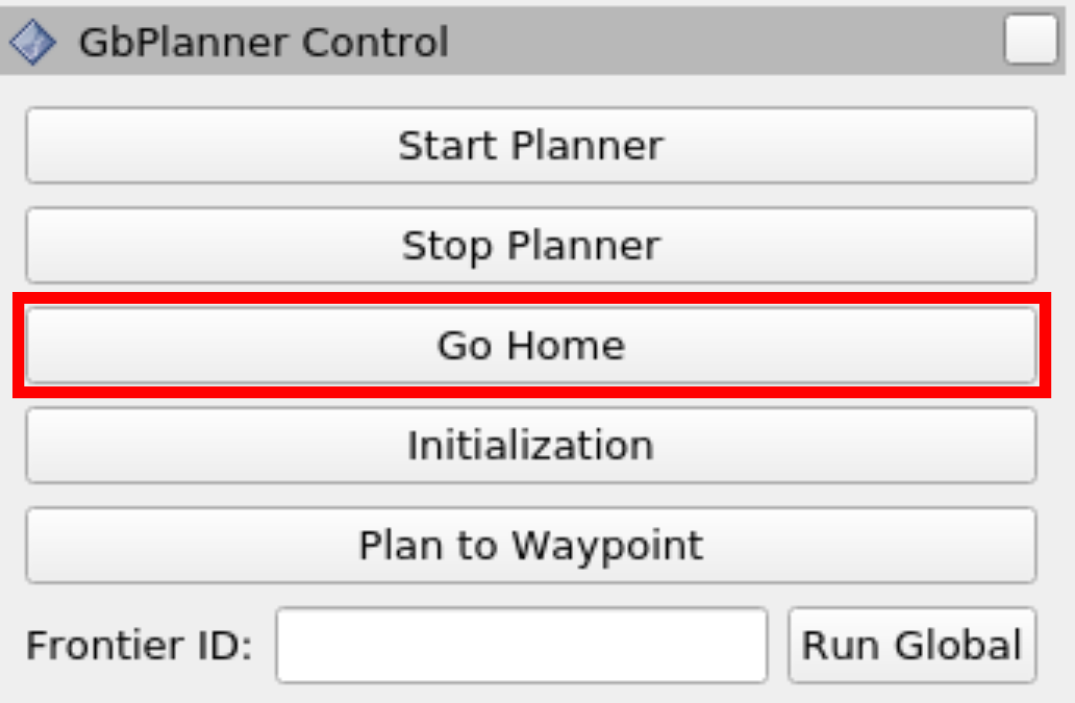 GbPlanner Control
Start Planner
Stop Planner
Go Home
Initialization
Plan to Waypoint
Frontier ID: Run Global